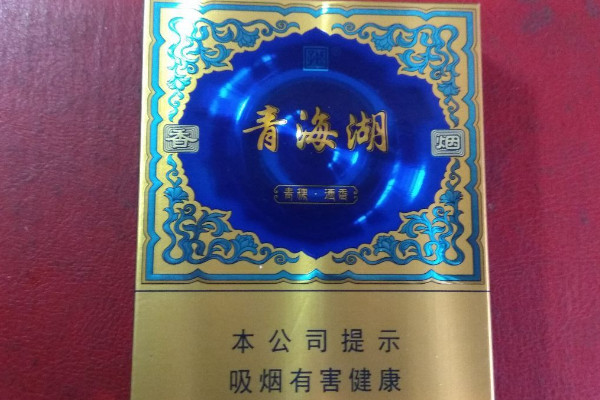 青海湖
香
烟
青稞·酒香
本公司提示
吸烟有害健康